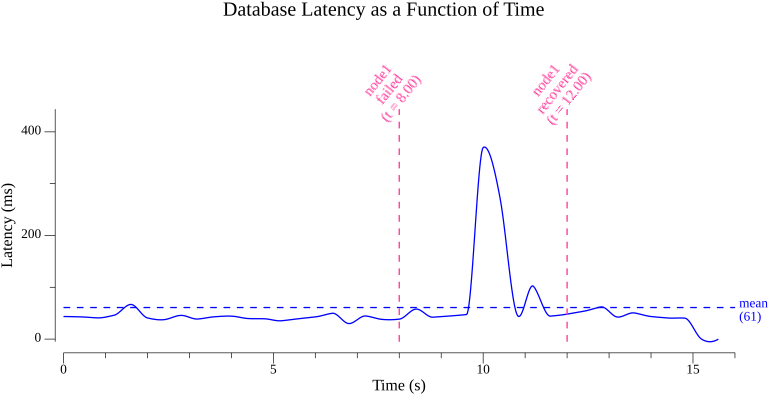 Database Latency as a Function of Time
node1
failed
(t = 8.00)
node1
recovered
(t = 12.00)
Latency (ms)
400
200
0
mean
(61)
0
5
10
15
Time (s)